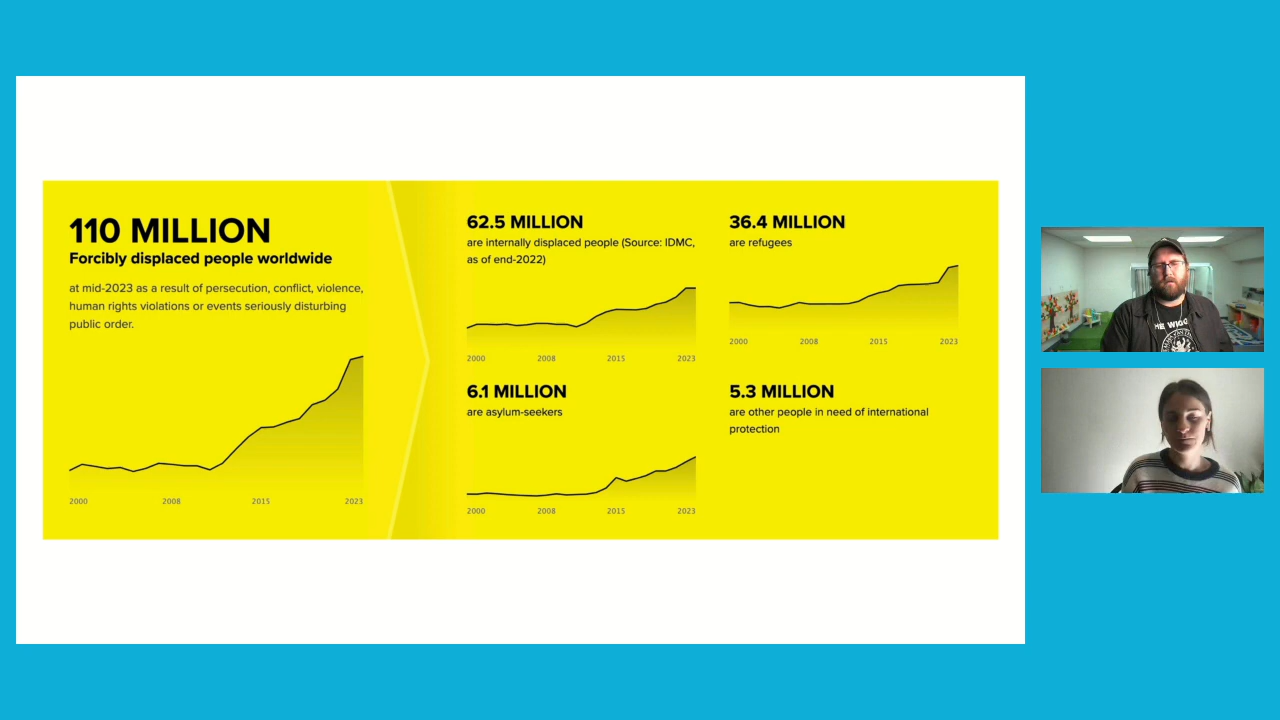 110 MILLION
Forcibly displaced people worldwide
at mid-2023 as a result of persecution, conflict, violence,
human rights violations or events seriously disturbing
public order.
2000 2008 2015 2023
62.5 MILLION
are internally displaced people (Source: IDMC,
as of end-2022)
2000 2008 2015 2023
36.4 MILLION
are refugees
2000 2008 2015 2023
6.1 MILLION
are asylum-seekers
2000 2008 2015 2023
5.3 MILLION
are other people in need of international
protection